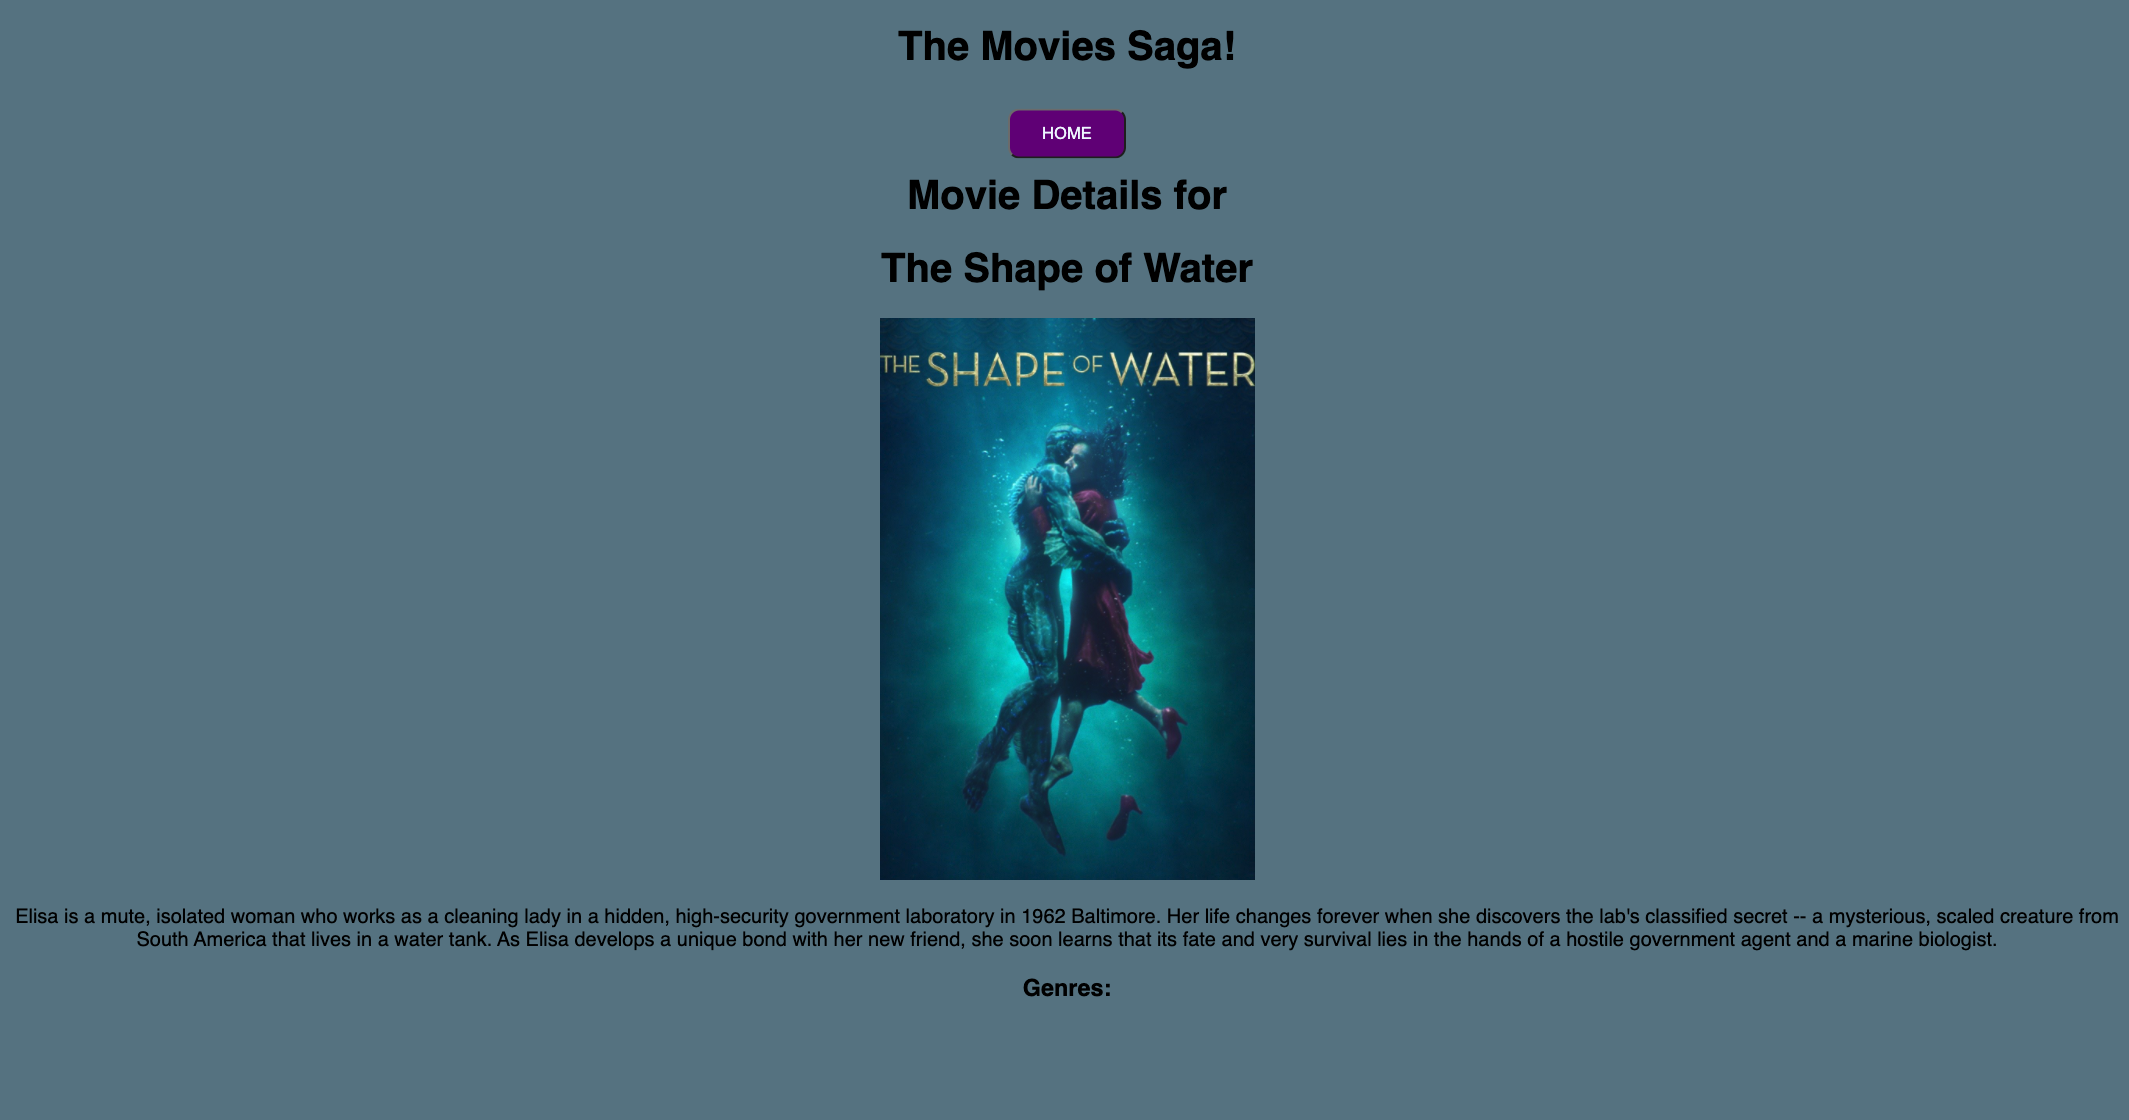 The Movies Saga!
HOME
Movie Details for
The Shape of Water
THE SHAPE OF WATER
Elisa is a mute, isolated woman who works as a cleaning lady in a hidden, high-security government laboratory in 1962 Baltimore. Her life changes forever when she discovers the lab's classified secret -- a mysterious, scaled creature from
South America that lives in a water tank. As Elisa develops a unique bond with her new friend, she soon learns that its fate and very survival lies in the hands of a hostile government agent and a marine biologist.
Genres: